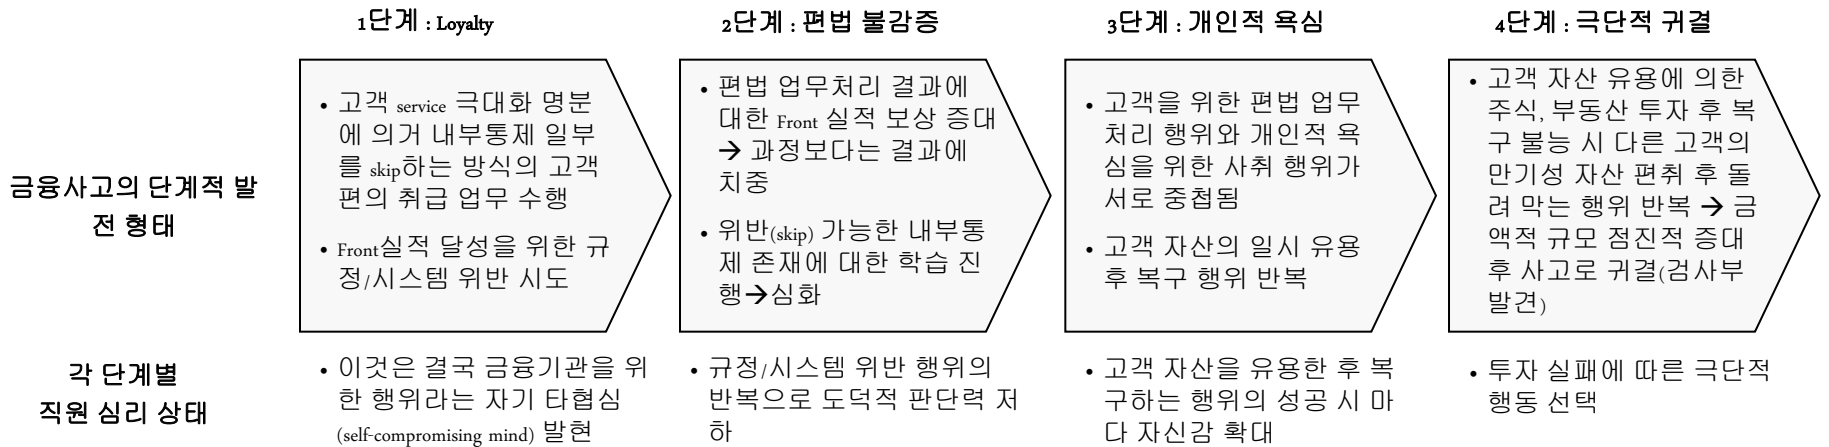 1단계 : Loyalty
2단계 : 편법 불감증
3단계 : 개인적 욕심
4단계 : 극단적 귀결
금융사고의 단계적 발
전 형태
• 고객 service 극대화 명분
에 의거 내부통제 일부
를 skip하는 방식의 고객
편의 취급 업무 수행
• Front실적 달성을 위한 규
정/시스템 위반 시도
• 편법 업무처리 결과에
대한 Front 실적 보상 증대
→ 과정보다는 결과에
치중
• 위반(skip) 가능한 내부통
제 존재에 대한 학습 진
행→심화
• 고객을 위한 편법 업무
처리 행위와 개인적 욕
심을 위한 사취 행위가
서로 중첩됨
• 고객 자산의 일시 유용
후 복구 행위 반복
• 고객 자산 유용에 의한
주식, 부동산 투자 후 복
구 불능 시 다른 고객의
만기성 자산 편취 후 돌
려 막는 행위 반복 → 금
액적 규모 점진적 증대
후 사고로 귀결(검사부
발견)
각 단계별
직원 심리 상태
• 이것은 결국 금융기관을 위
한 행위라는 자기 타협심
(self-compromising mind) 발현
• 규정/시스템 위반 행위의
반복으로 도덕적 판단력 저
하
• 고객 자산을 유용한 후 복
구하는 행위의 성공 시 마
다 자신감 확대
• 투자 실패에 따른 극단적
행동 선택